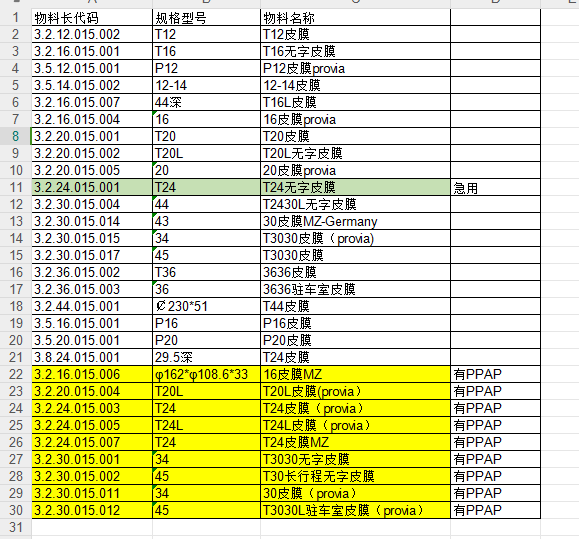 1 物料长代码 规格型号 物料名称
2 3.2.12.015.002 T12 T12皮膜
3 3.2.16.015.001 T16 T16无字皮膜
4 3.5.12.015.001 P12 P12皮膜provia
5 3.5.14.015.002 12-14 12-14皮膜
6 3.2.16.015.007 44深 T16L皮膜
7 3.2.16.015.004 16 16皮膜provia
8 3.2.20.015.001 T20 T20皮膜
9 3.2.20.015.002 T20L T20L无字皮膜
10 3.2.20.015.005 20 20皮膜provia
11 3.2.24.015.001 T24 T24无字皮膜 急用
12 3.2.30.015.004 44 T2430L无字皮膜
13 3.2.30.015.014 43 30皮膜MZ-Germany
14 3.2.30.015.015 34 T3030皮膜（provia)
15 3.2.30.015.017 45 T3030皮膜
16 3.2.36.015.002 T36 3636皮膜
17 3.2.36.015.003 36 3636驻车室皮膜
18 3.2.44.015.001 ￠230*51 T44皮膜
19 3.5.16.015.001 P16 P16皮膜
20 3.5.20.015.001 P20 P20皮膜
21 3.8.24.015.001 29.5深 T24皮膜
22 3.2.16.015.006 φ162*φ108.6*33 16皮膜MZ 有PPAP
23 3.2.20.015.004 T20L T20L皮膜(provia） 有PPAP
24 3.2.24.015.003 T24 T24皮膜（provia） 有PPAP
25 3.2.24.015.005 T24L T24L皮膜（provia） 有PPAP
26 3.2.24.015.007 T24 T24皮膜MZ 有PPAP
27 3.2.30.015.001 34 T3030无字皮膜 有PPAP
28 3.2.30.015.002 45 T30长行程无字皮膜 有PPAP
29 3.2.30.015.011 34 30皮膜（provia） 有PPAP
30 3.2.30.015.012 45 T3030L驻车室皮膜（provia） 有PPAP
31